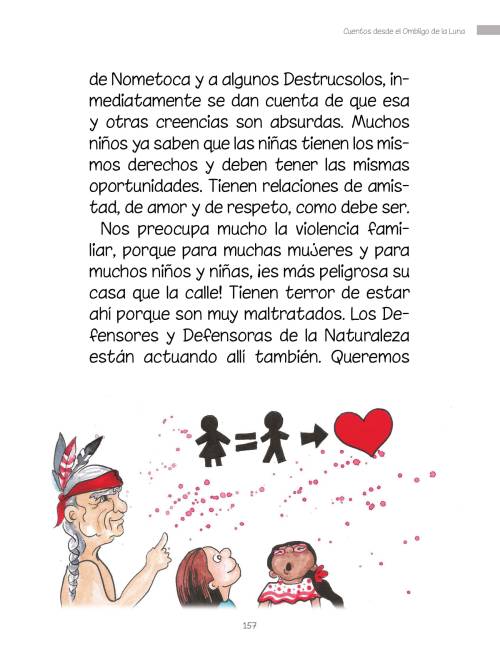 Cuentos desde el Ombligo de la Luna
de Nometoca y a algunos Destrucsolos, in-
mediatamente se dan cuenta de que esa
y otras creencias son absurdas. Muchos
niños ya saben que las niñas tienen los mis-
mos derechos y deben tener las mismas
oportunidades. Tienen relaciones de amis-
tad, de amor y de respeto, como debe ser.
Nos preocupa mucho la violencia fami-
liar, porque para muchas mujeres y para
muchos niños y niñas, ¡es más peligrosa su
casa que la calle! Tienen terror de estar
ahí porque son muy maltratados. Los De-
fensores y Defensoras de la Naturaleza
están actuando allí también. Queremos
157